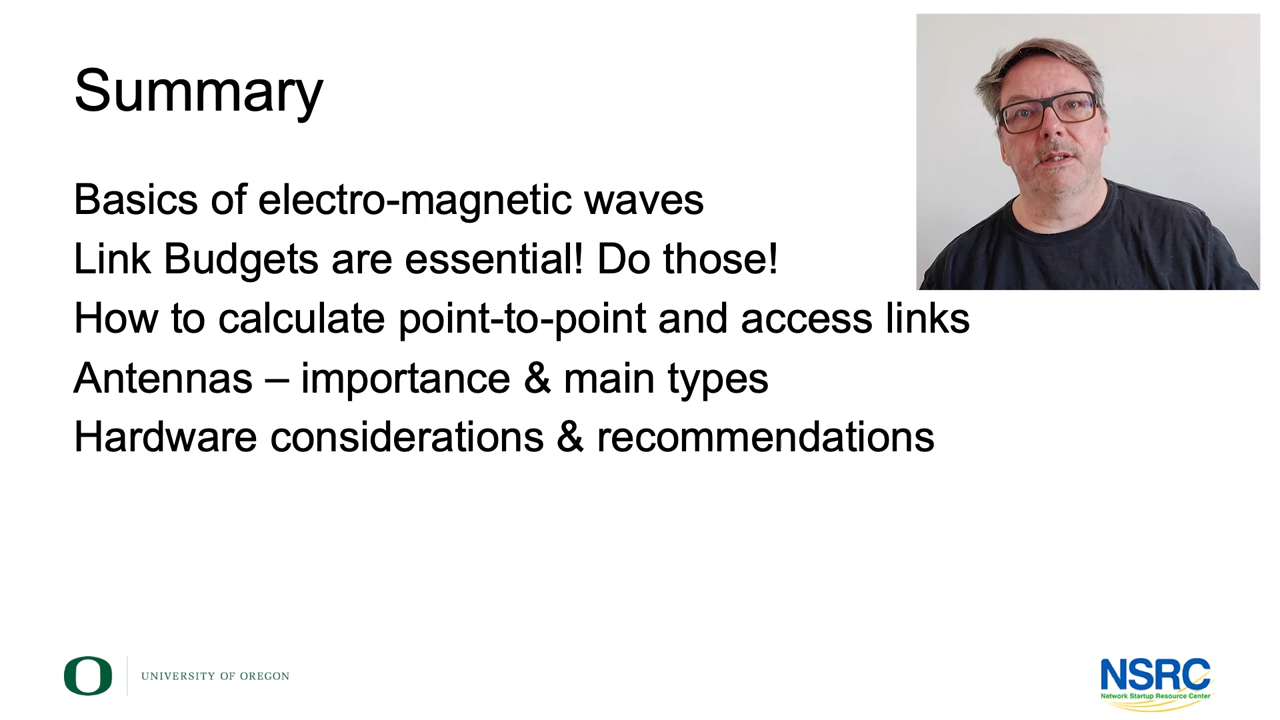 Summary
Basics of electro-magnetic waves
Link Budgets are essential! Do those!
How to calculate point-to-point and access links
Antennas – importance & main types
Hardware considerations & recommendations
O
UNIVERSITY OF OREGON
NSRC
Network Startup Resource Center